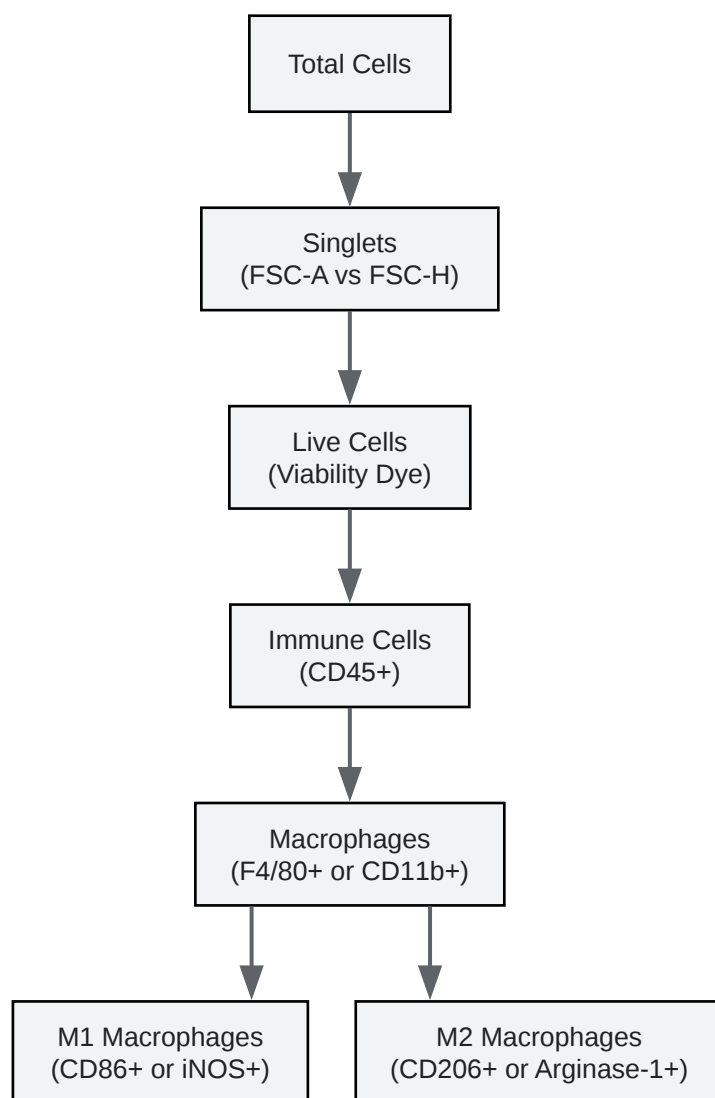 Total Cells
Singlets
(FSC-A vs FSC-H)
Live Cells
(Viability Dye)
Immune Cells
(CD45+)
Macrophages
(F4/80+ or CD11b+)
M1 Macrophages
(CD86+ or iNOS+)
M2 Macrophages
(CD206+ or Arginase-1+)